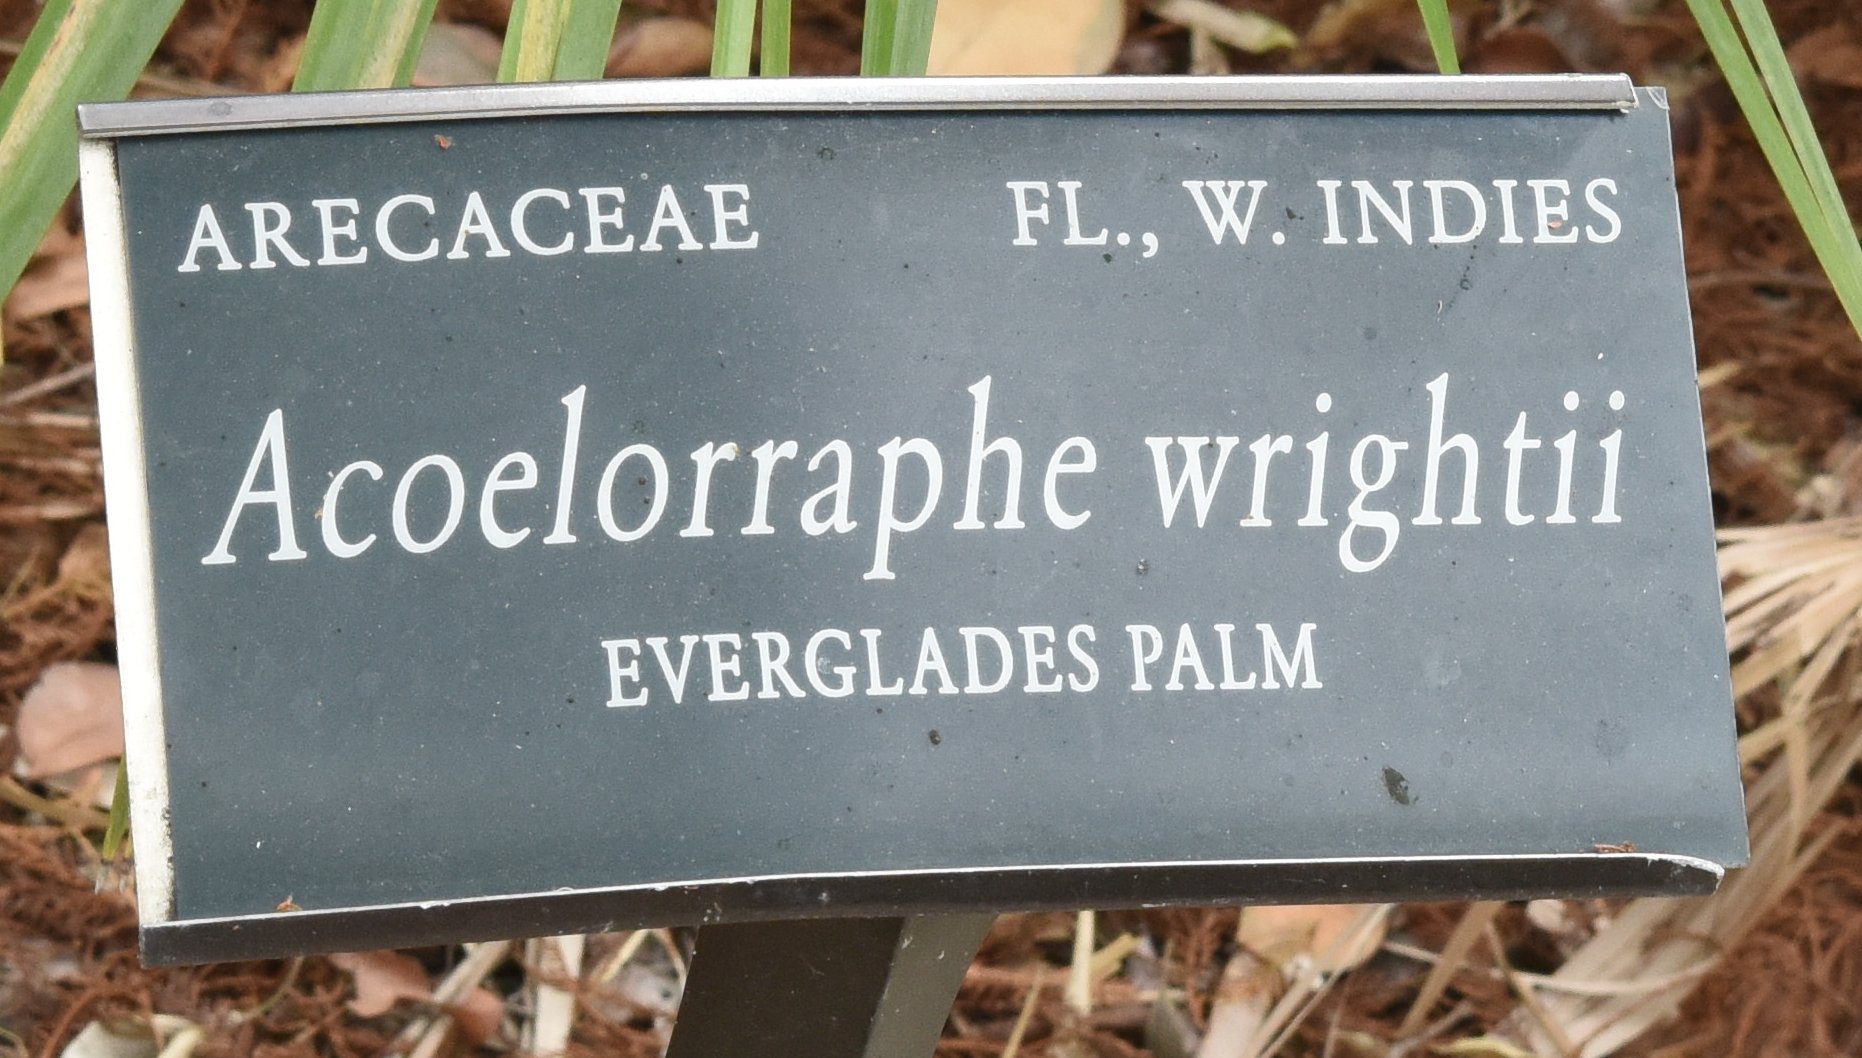 ARECACEAE FL., W. INDIES
Acoelorraphe wrightii
EVERGLADES PALM